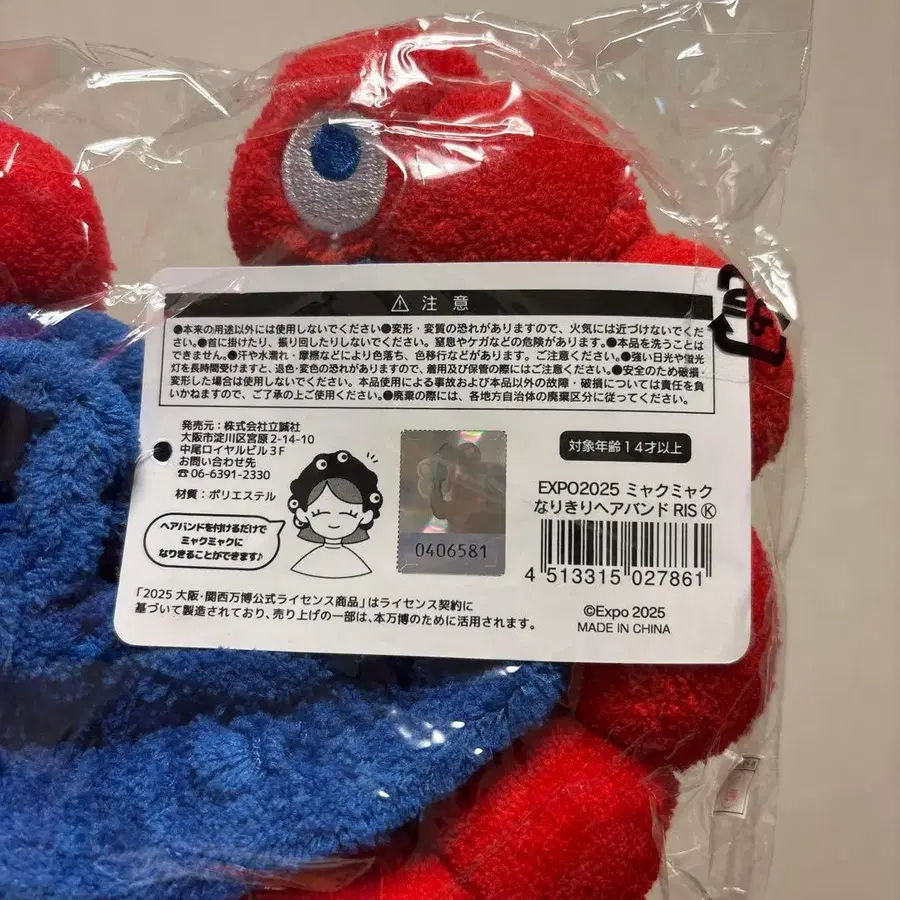 ⚠ 注意
●本来の用途以外には使用しないでください●変形・変質の恐れがありますので、火気には近づけないでくだ
さい。●首に掛けたり、振り回したりしないでください。窒息やケガなどの危険があります。●本品を洗うことは
できません。●汗や水濡れ・摩擦などにより色落ち、色移行などがあります。ご注意ください。●強い日光や蛍光
灯を長時間受けますと、退色・変色の恐れがありますので、着用及び保管の際にはご注意ください。●安全のため破損・
変形した場合は使用しないでください。本品使用による事故および本品以外の故障・破損については責任を負
いかねますので、ご了承の上ご使用ください。●廃棄の際には、各地方自治体の廃棄区分に従ってください。
発売元：株式会社立誠社
大阪市淀川区宮原2-14-10
中尾ロイヤルビル3F
お問い合わせ先
☎06-6391-2330
材質：ポリエステル
ヘアバンドを付けるだけで
ミャクミャクに
なりきることができます♪
0406581
対象年齢14才以上
EXPO2025 ミャクミャク
なりきりヘアバンド RIS Ⓚ
4 513315 027861
「2025 大阪・関西万博公式ライセンス商品」はライセンス契約に
基づいて製造されており、売り上げの一部は、本万博のために活用されます。
©Expo 2025
MADE IN CHINA